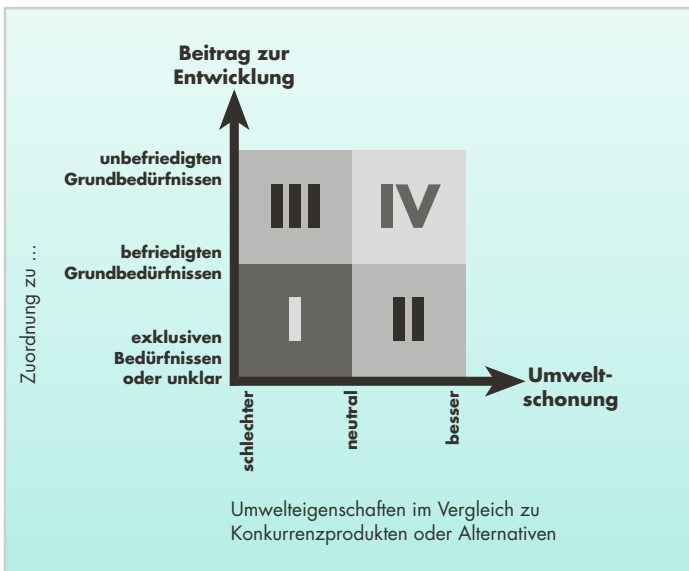 Beitrag zur
Entwicklung
unbefriedigten
Grundbedürfnissen
III
IV
Zuordnung zu ...
befriedigten
Grundbedürfnissen
I
II
exklusiven
Bedürfnissen
oder unklar
Umwelt-
schonung
schlechter
neutral
besser
Umwelteigenschaften im Vergleich zu
Konkurrenzprodukten oder Alternativen